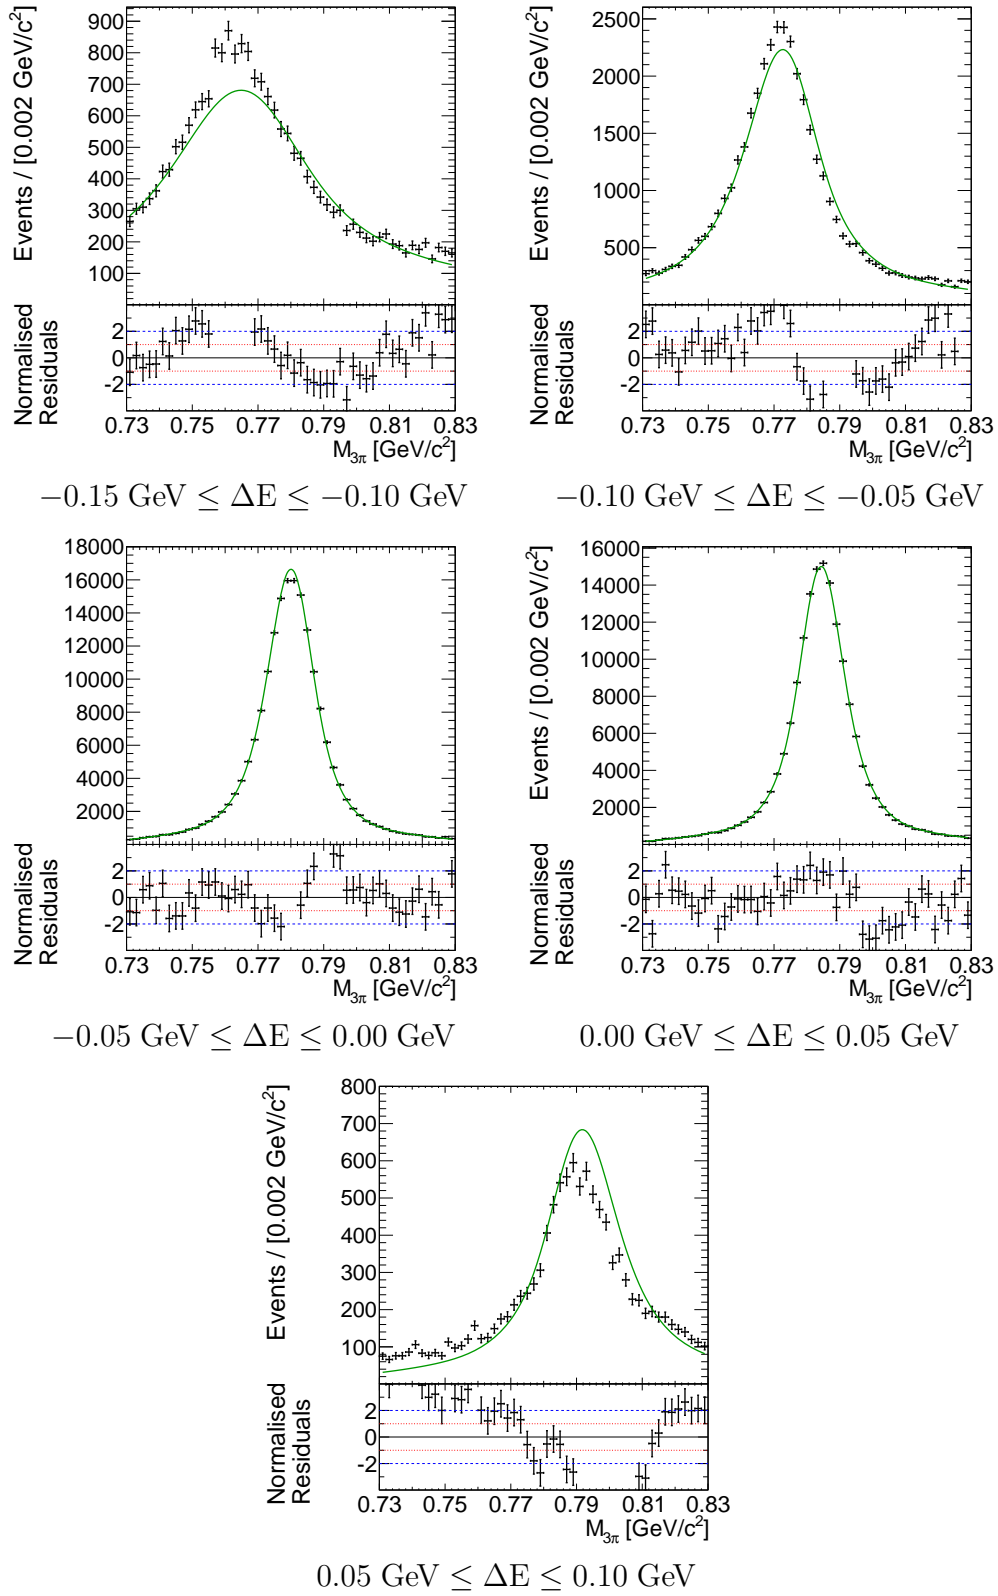 Events / [0.002 GeV/c²]
900
800
700
600
500
400
300
200
100
Normalised
Residuals
2
0
-2
0.73 0.75 0.77 0.79 0.81 0.83
M3π [GeV/c²]
−0.15 GeV ≤ ΔE ≤ −0.10 GeV
Events / [0.002 GeV/c²]
2500
2000
1500
1000
500
Normalised
Residuals
2
0
-2
0.73 0.75 0.77 0.79 0.81 0.83
M3π [GeV/c²]
−0.10 GeV ≤ ΔE ≤ −0.05 GeV
18000
16000
14000
12000
10000
8000
6000
4000
2000
Normalised
Residuals
2
0
-2
0.73 0.75 0.77 0.79 0.81 0.83
M3π [GeV/c²]
−0.05 GeV ≤ ΔE ≤ 0.00 GeV
Events / [0.002 GeV/c²]
16000
14000
12000
10000
8000
6000
4000
2000
Normalised
Residuals
2
0
-2
0.73 0.75 0.77 0.79 0.81 0.83
M3π [GeV/c²]
0.00 GeV ≤ ΔE ≤ 0.05 GeV
Events / [0.002 GeV/c²]
800
700
600
500
400
300
200
100
Normalised
Residuals
2
0
-2
0.73 0.75 0.77 0.79 0.81 0.83
M3π [GeV/c²]
0.05 GeV ≤ ΔE ≤ 0.10 GeV